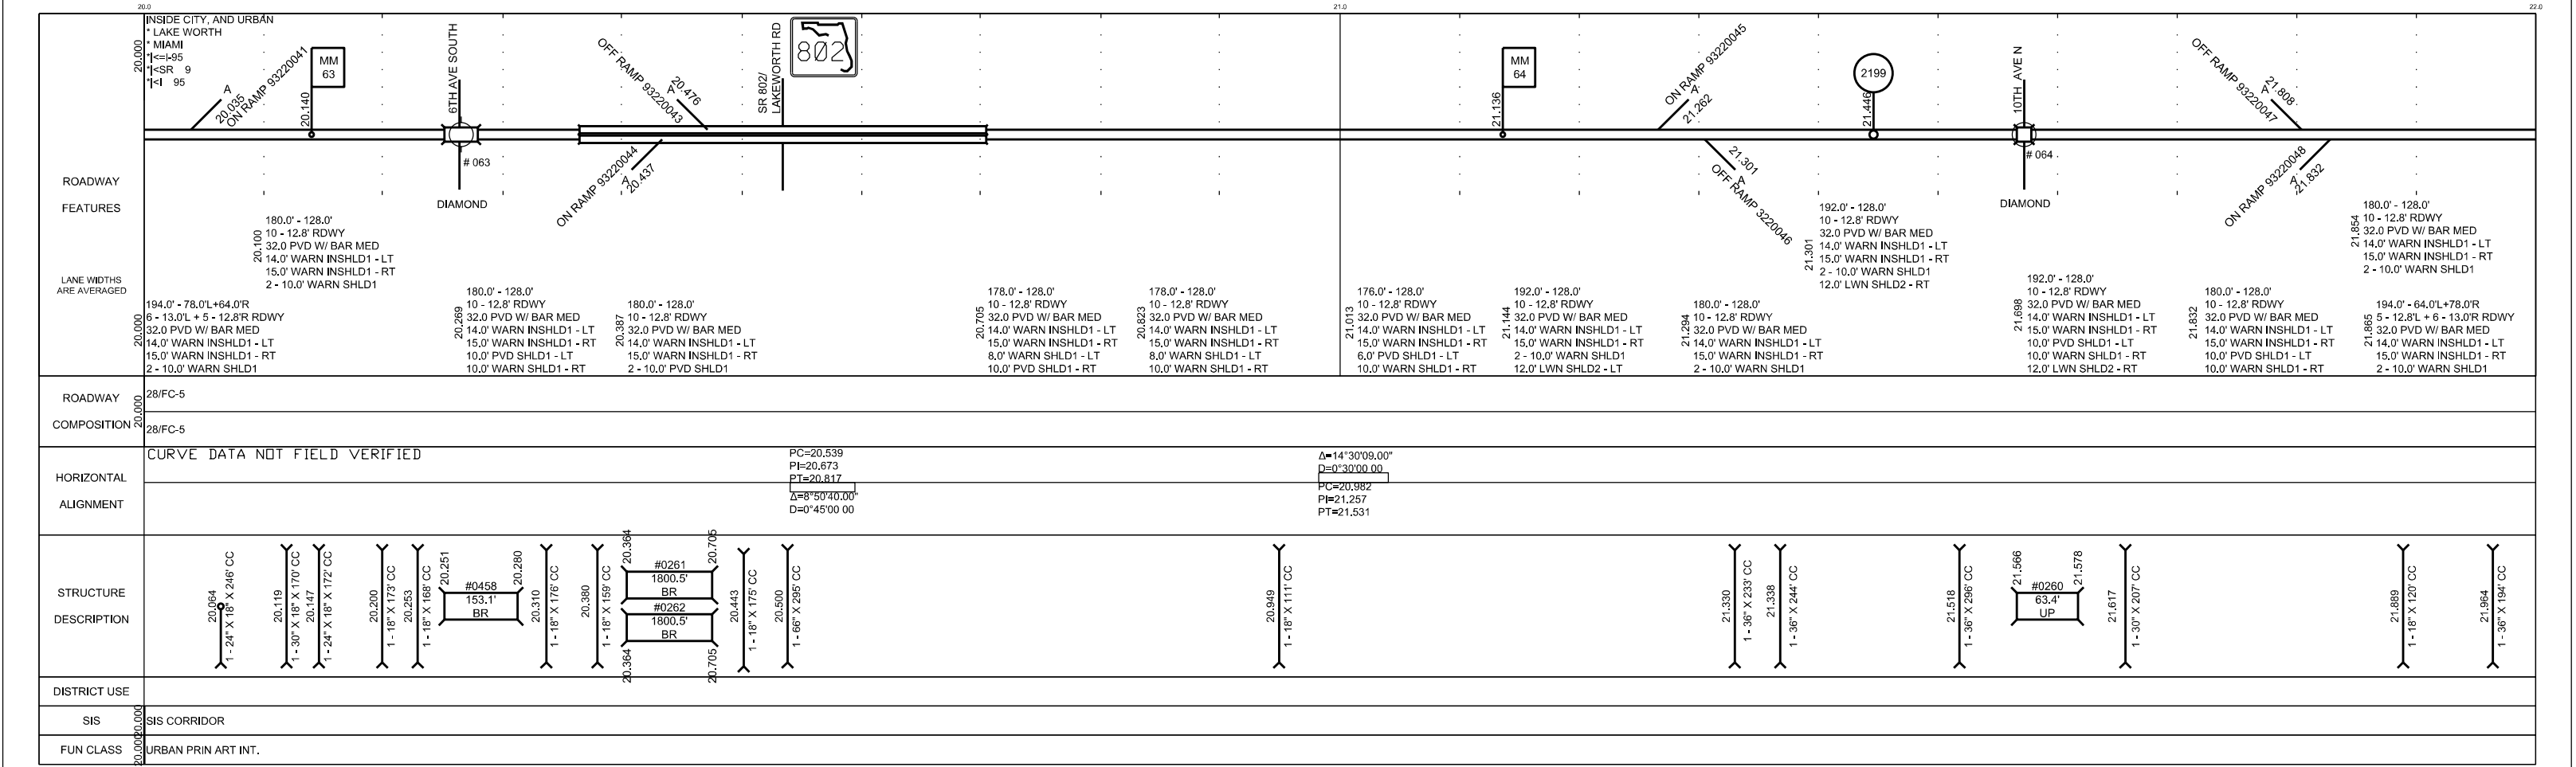 20.0
21.0
22.0
20.000
INSIDE CITY, AND URBAN
* LAKE WORTH
* MIAMI
*|<=I-95
*|<SR 9
*|<I 95
A
20.035
ON RAMP 93220041
MM
63
20.140
6TH AVE SOUTH
# 063
DIAMOND
OFF RAMP 93220043
A
20.476
ON RAMP 93220044
A
20.437
SR 802/
LAKEWORTH RD
802
MM
64
21.136
ON RAMP 93220045
A
21.262
21.301
A
OFF RAMP 3220046
2199
21.446
10TH AVE N
# 064
DIAMOND
OFF RAMP 93220047
A
21.808
ON RAMP 93220048
A
21.832
ROADWAY
FEATURES
LANE WIDTHS
ARE AVERAGED
20.000
194.0' - 78.0'L+64.0'R
6 - 13.0'L + 5 - 12.8'R RDWY
32.0 PVD W/ BAR MED
14.0' WARN INSHLD1 - LT
15.0' WARN INSHLD1 - RT
2 - 10.0' WARN SHLD1
20.100
180.0' - 128.0'
10 - 12.8' RDWY
32.0 PVD W/ BAR MED
14.0' WARN INSHLD1 - LT
15.0' WARN INSHLD1 - RT
2 - 10.0' WARN SHLD1
20.269
180.0' - 128.0'
10 - 12.8' RDWY
32.0 PVD W/ BAR MED
14.0' WARN INSHLD1 - LT
15.0' WARN INSHLD1 - RT
10.0' PVD SHLD1 - LT
10.0' WARN SHLD1 - RT
20.387
180.0' - 128.0'
10 - 12.8' RDWY
32.0 PVD W/ BAR MED
14.0' WARN INSHLD1 - LT
15.0' WARN INSHLD1 - RT
2 - 10.0' PVD SHLD1
20.705
178.0' - 128.0'
10 - 12.8' RDWY
32.0 PVD W/ BAR MED
14.0' WARN INSHLD1 - LT
15.0' WARN INSHLD1 - RT
8.0' WARN SHLD1 - LT
10.0' PVD SHLD1 - RT
20.823
178.0' - 128.0'
10 - 12.8' RDWY
32.0 PVD W/ BAR MED
14.0' WARN INSHLD1 - LT
15.0' WARN INSHLD1 - RT
8.0' WARN SHLD1 - LT
10.0' WARN SHLD1 - RT
21.013
176.0' - 128.0'
10 - 12.8' RDWY
32.0 PVD W/ BAR MED
14.0' WARN INSHLD1 - LT
15.0' WARN INSHLD1 - RT
6.0' PVD SHLD1 - LT
10.0' WARN SHLD1 - RT
21.144
192.0' - 128.0'
10 - 12.8' RDWY
32.0 PVD W/ BAR MED
14.0' WARN INSHLD1 - LT
15.0' WARN INSHLD1 - RT
2 - 10.0' WARN SHLD1
12.0' LWN SHLD2 - LT
21.294
180.0' - 128.0'
10 - 12.8' RDWY
32.0 PVD W/ BAR MED
14.0' WARN INSHLD1 - LT
15.0' WARN INSHLD1 - RT
2 - 10.0' WARN SHLD1
21.301
192.0' - 128.0'
10 - 12.8' RDWY
32.0 PVD W/ BAR MED
14.0' WARN INSHLD1 - LT
15.0' WARN INSHLD1 - RT
2 - 10.0' WARN SHLD1
12.0' LWN SHLD2 - RT
21.698
192.0' - 128.0'
10 - 12.8' RDWY
32.0 PVD W/ BAR MED
14.0' WARN INSHLD1 - LT
15.0' WARN INSHLD1 - RT
10.0' PVD SHLD1 - LT
10.0' WARN SHLD1 - RT
12.0' LWN SHLD2 - RT
21.832
180.0' - 128.0'
10 - 12.8' RDWY
32.0 PVD W/ BAR MED
14.0' WARN INSHLD1 - LT
15.0' WARN INSHLD1 - RT
10.0' PVD SHLD1 - LT
10.0' WARN SHLD1 - RT
21.854
180.0' - 128.0'
10 - 12.8' RDWY
32.0 PVD W/ BAR MED
14.0' WARN INSHLD1 - LT
15.0' WARN INSHLD1 - RT
2 - 10.0' WARN SHLD1
21.865
194.0' - 64.0'L+78.0'R
5 - 12.8'L + 6 - 13.0'R RDWY
32.0 PVD W/ BAR MED
14.0' WARN INSHLD1 - LT
15.0' WARN INSHLD1 - RT
2 - 10.0' WARN SHLD1
ROADWAY
COMPOSITION
20.000
28/FC-5
28/FC-5
HORIZONTAL
ALIGNMENT
CURVE DATA NOT FIELD VERIFIED
PC=20.539
PI=20.673
PT=20.817
Δ=8°50'40.00"
D=0°45'00 00
Δ=14°30'09.00"
D=0°30'00 00
PC=20.982
PI=21.257
PT=21.531
STRUCTURE
DESCRIPTION
20.064
1 - 24" X 18" X 246' CC
20.119
1 - 30" X 18" X 170' CC
20.147
1 - 24" X 18" X 172' CC
20.200
1 - 18" X 173' CC
20.253
1 - 18" X 168' CC
20.251
20.280
#0458
153.1'
BR
20.310
1 - 18" X 176' CC
20.380
1 - 18" X 159' CC
20.364
20.705
#0261
1800.5'
BR
#0262
1800.5'
BR
20.364
20.705
20.443
1 - 18" X 175' CC
20.500
1 - 66" X 295' CC
20.949
1 - 18" X 111' CC
21.330
1 - 36" X 233' CC
21.338
1 - 36" X 244' CC
21.518
1 - 36" X 296' CC
21.566
21.578
#0260
63.4'
UP
21.617
1 - 30" X 207' CC
21.889
1 - 18" X 120' CC
21.964
1 - 36" X 194' CC
DISTRICT USE
SIS
20.000
SIS CORRIDOR
FUN CLASS
20.000
URBAN PRIN ART INT.